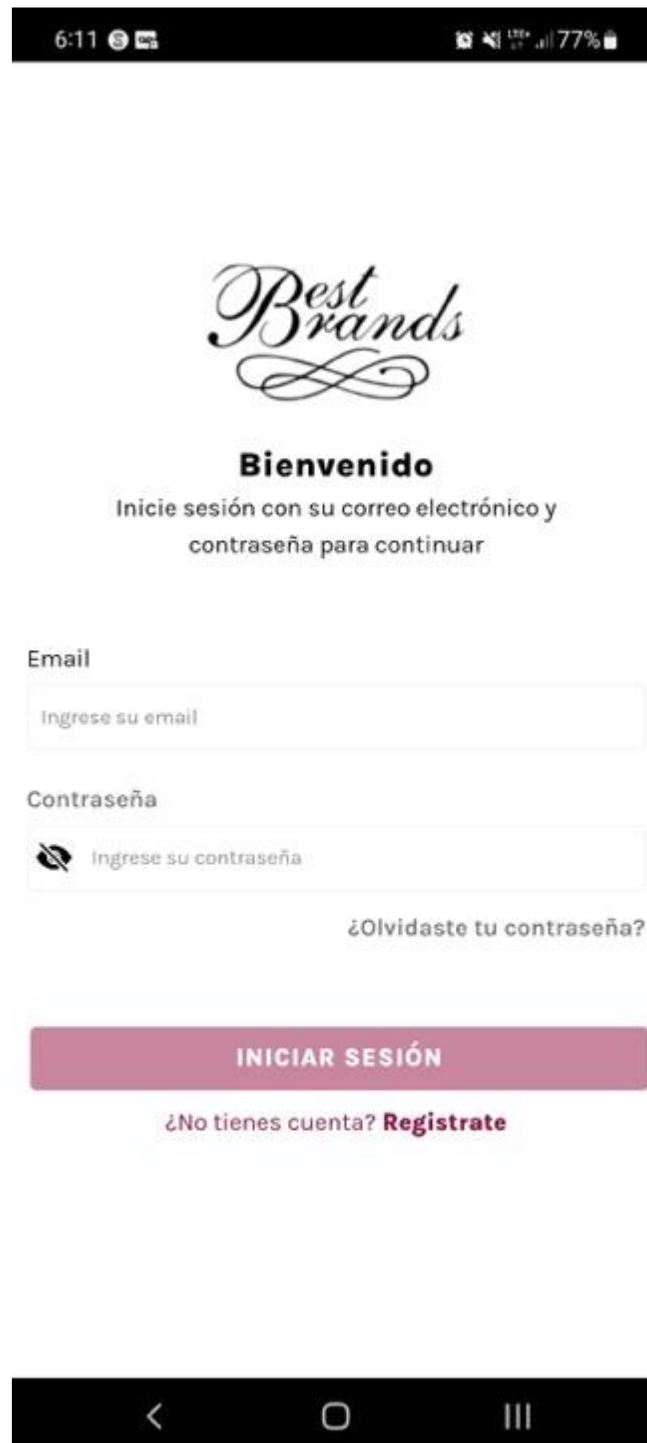 6:11 77%
Best
Brands
Bienvenido
Inicie sesión con su correo electrónico y
contraseña para continuar
Email
Ingrese su email
Contraseña
Ingrese su contraseña
¿Olvidaste tu contraseña?
INICIAR SESIÓN
¿No tienes cuenta? Registrate